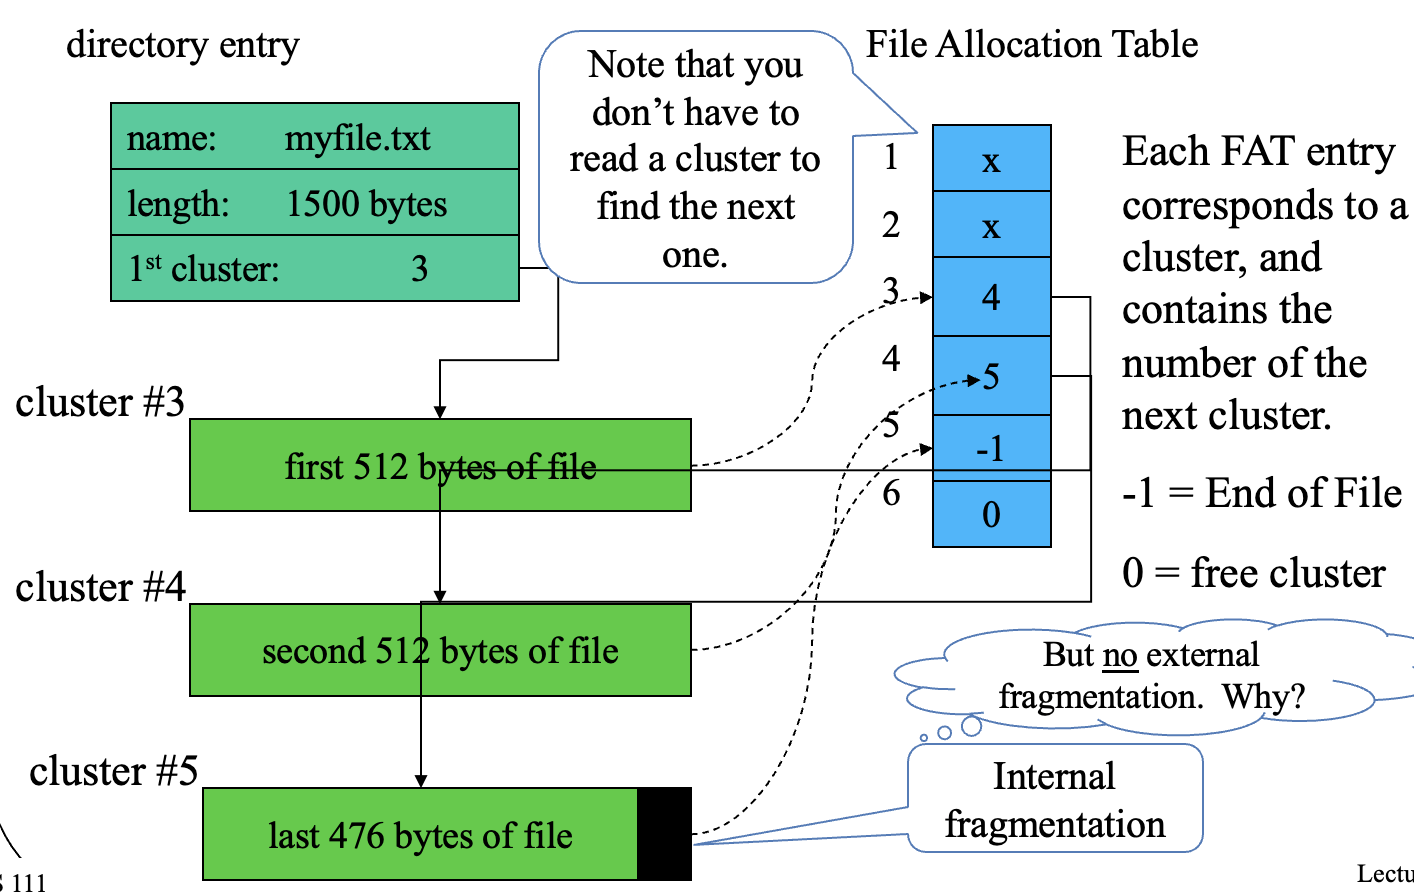 directory entry
File Allocation Table
name: myfile.txt
length: 1500 bytes
1st cluster: 3
Note that you
don’t have to
read a cluster to
find the next
one.
1 x
2 x
3 4
4 5
5 -1
6 0
Each FAT entry
corresponds to a
cluster, and
contains the
number of the
next cluster.
-1 = End of File
0 = free cluster
cluster #3
first 512 bytes of file
cluster #4
second 512 bytes of file
cluster #5
last 476 bytes of file
But no external
fragmentation. Why?
Internal
fragmentation
111
Lectu